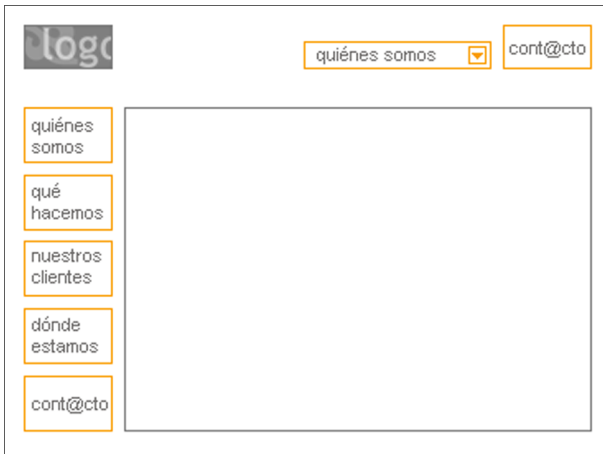 logo
quiénes somos
cont@cto
quiénes
somos
qué
hacemos
nuestros
clientes
dónde
estamos
cont@cto